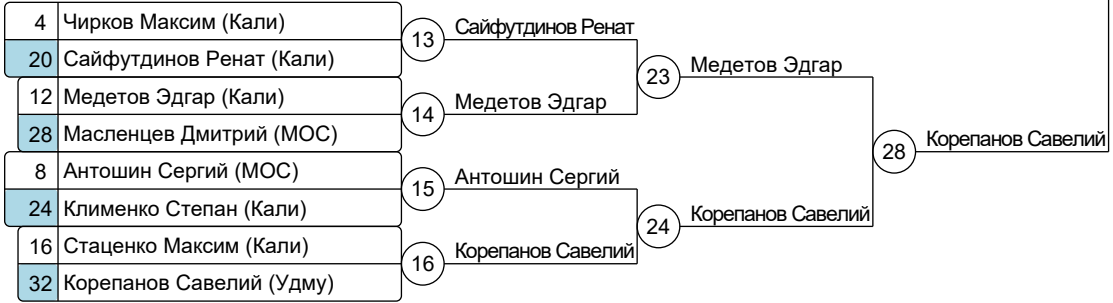 4 Чирков Максим (Кали)
20 Сайфутдинов Ренат (Кали)
12 Медетов Эдгар (Кали)
28 Масленцев Дмитрий (МОС)
8 Антошин Сергий (МОС)
24 Клименко Степан (Кали)
16 Стаценко Максим (Кали)
32 Корепанов Савелий (Удму)
13 Сайфутдинов Ренат
14 Медетов Эдгар
15 Антошин Сергий
16 Корепанов Савелий
23 Медетов Эдгар
24 Корепанов Савелий
28 Корепанов Савелий